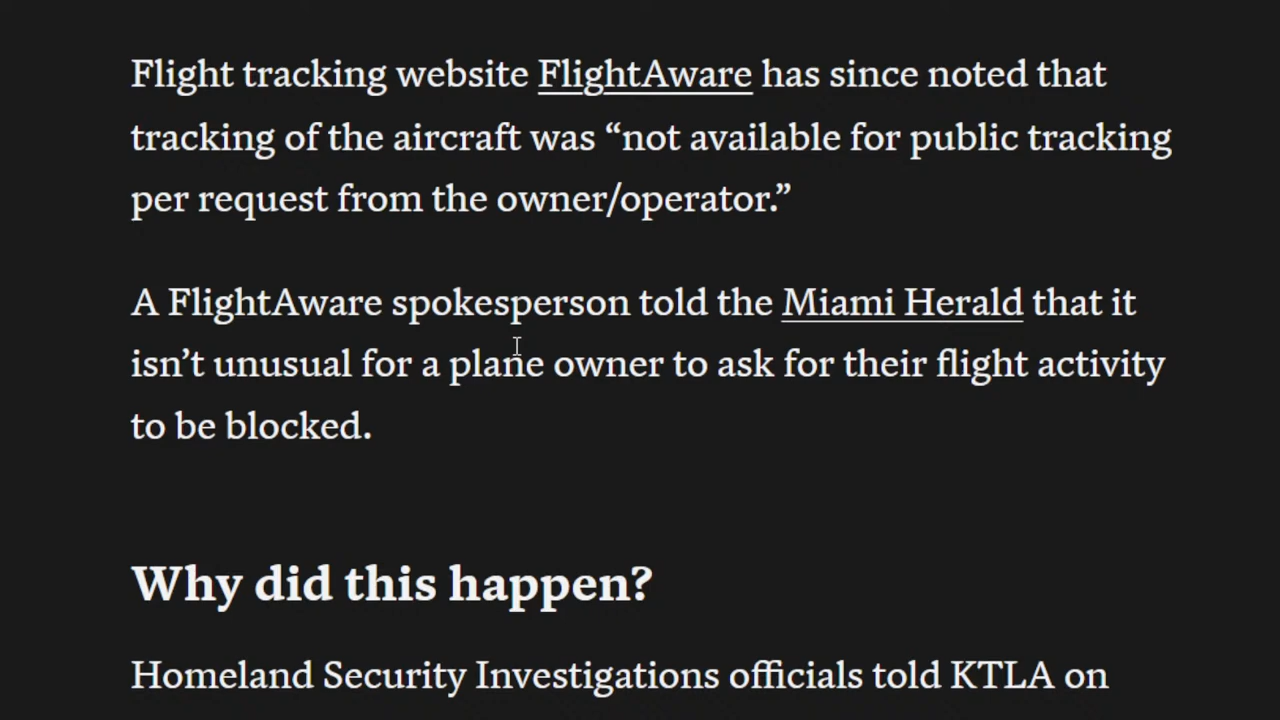 Flight tracking website FlightAware has since noted that
tracking of the aircraft was “not available for public tracking
per request from the owner/operator.”
A FlightAware spokesperson told the Miami Herald that it
isn’t unusual for a plane owner to ask for their flight activity
to be blocked.
Why did this happen?
Homeland Security Investigations officials told KTLA on